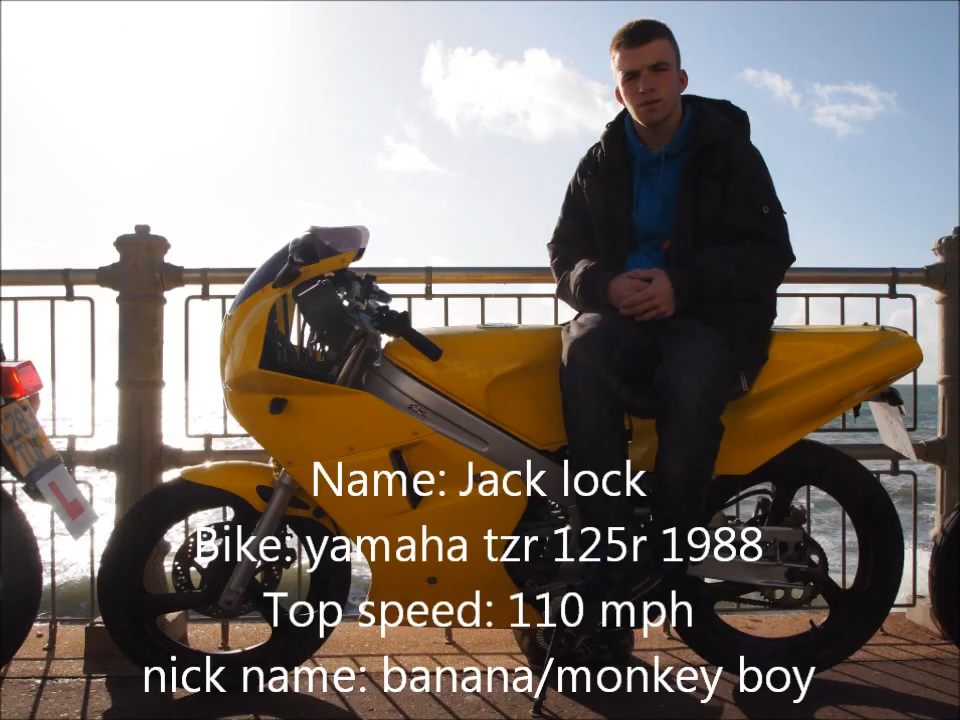 Name: Jack lock
Bike: yamaha tzr 125r 1988
Top speed: 110 mph
nick name: banana/monkey boy
L